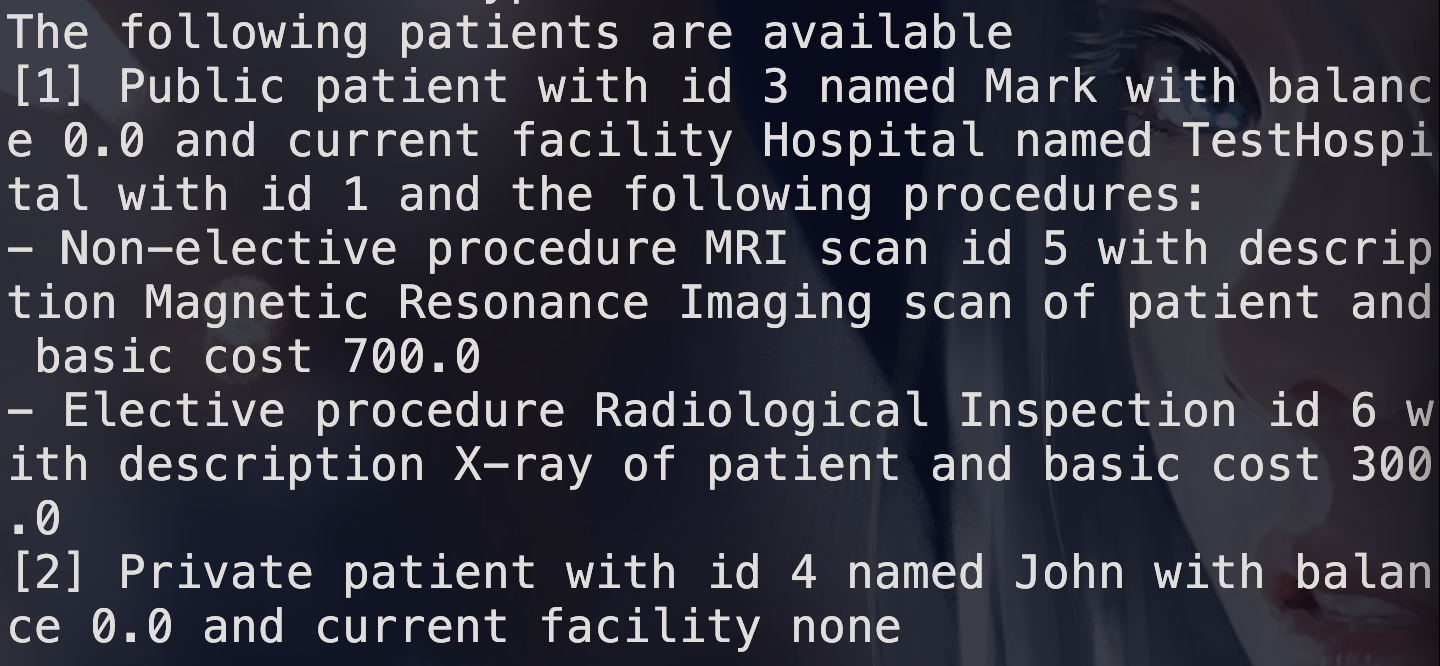 The following patients are available
[1] Public patient with id 3 named Mark with balanc
e 0.0 and current facility Hospital named TestHospi
tal with id 1 and the following procedures:
- Non-elective procedure MRI scan id 5 with descrip
tion Magnetic Resonance Imaging scan of patient and
 basic cost 700.0
- Elective procedure Radiological Inspection id 6 w
ith description X-ray of patient and basic cost 300
.0
[2] Private patient with id 4 named John with balan
ce 0.0 and current facility none